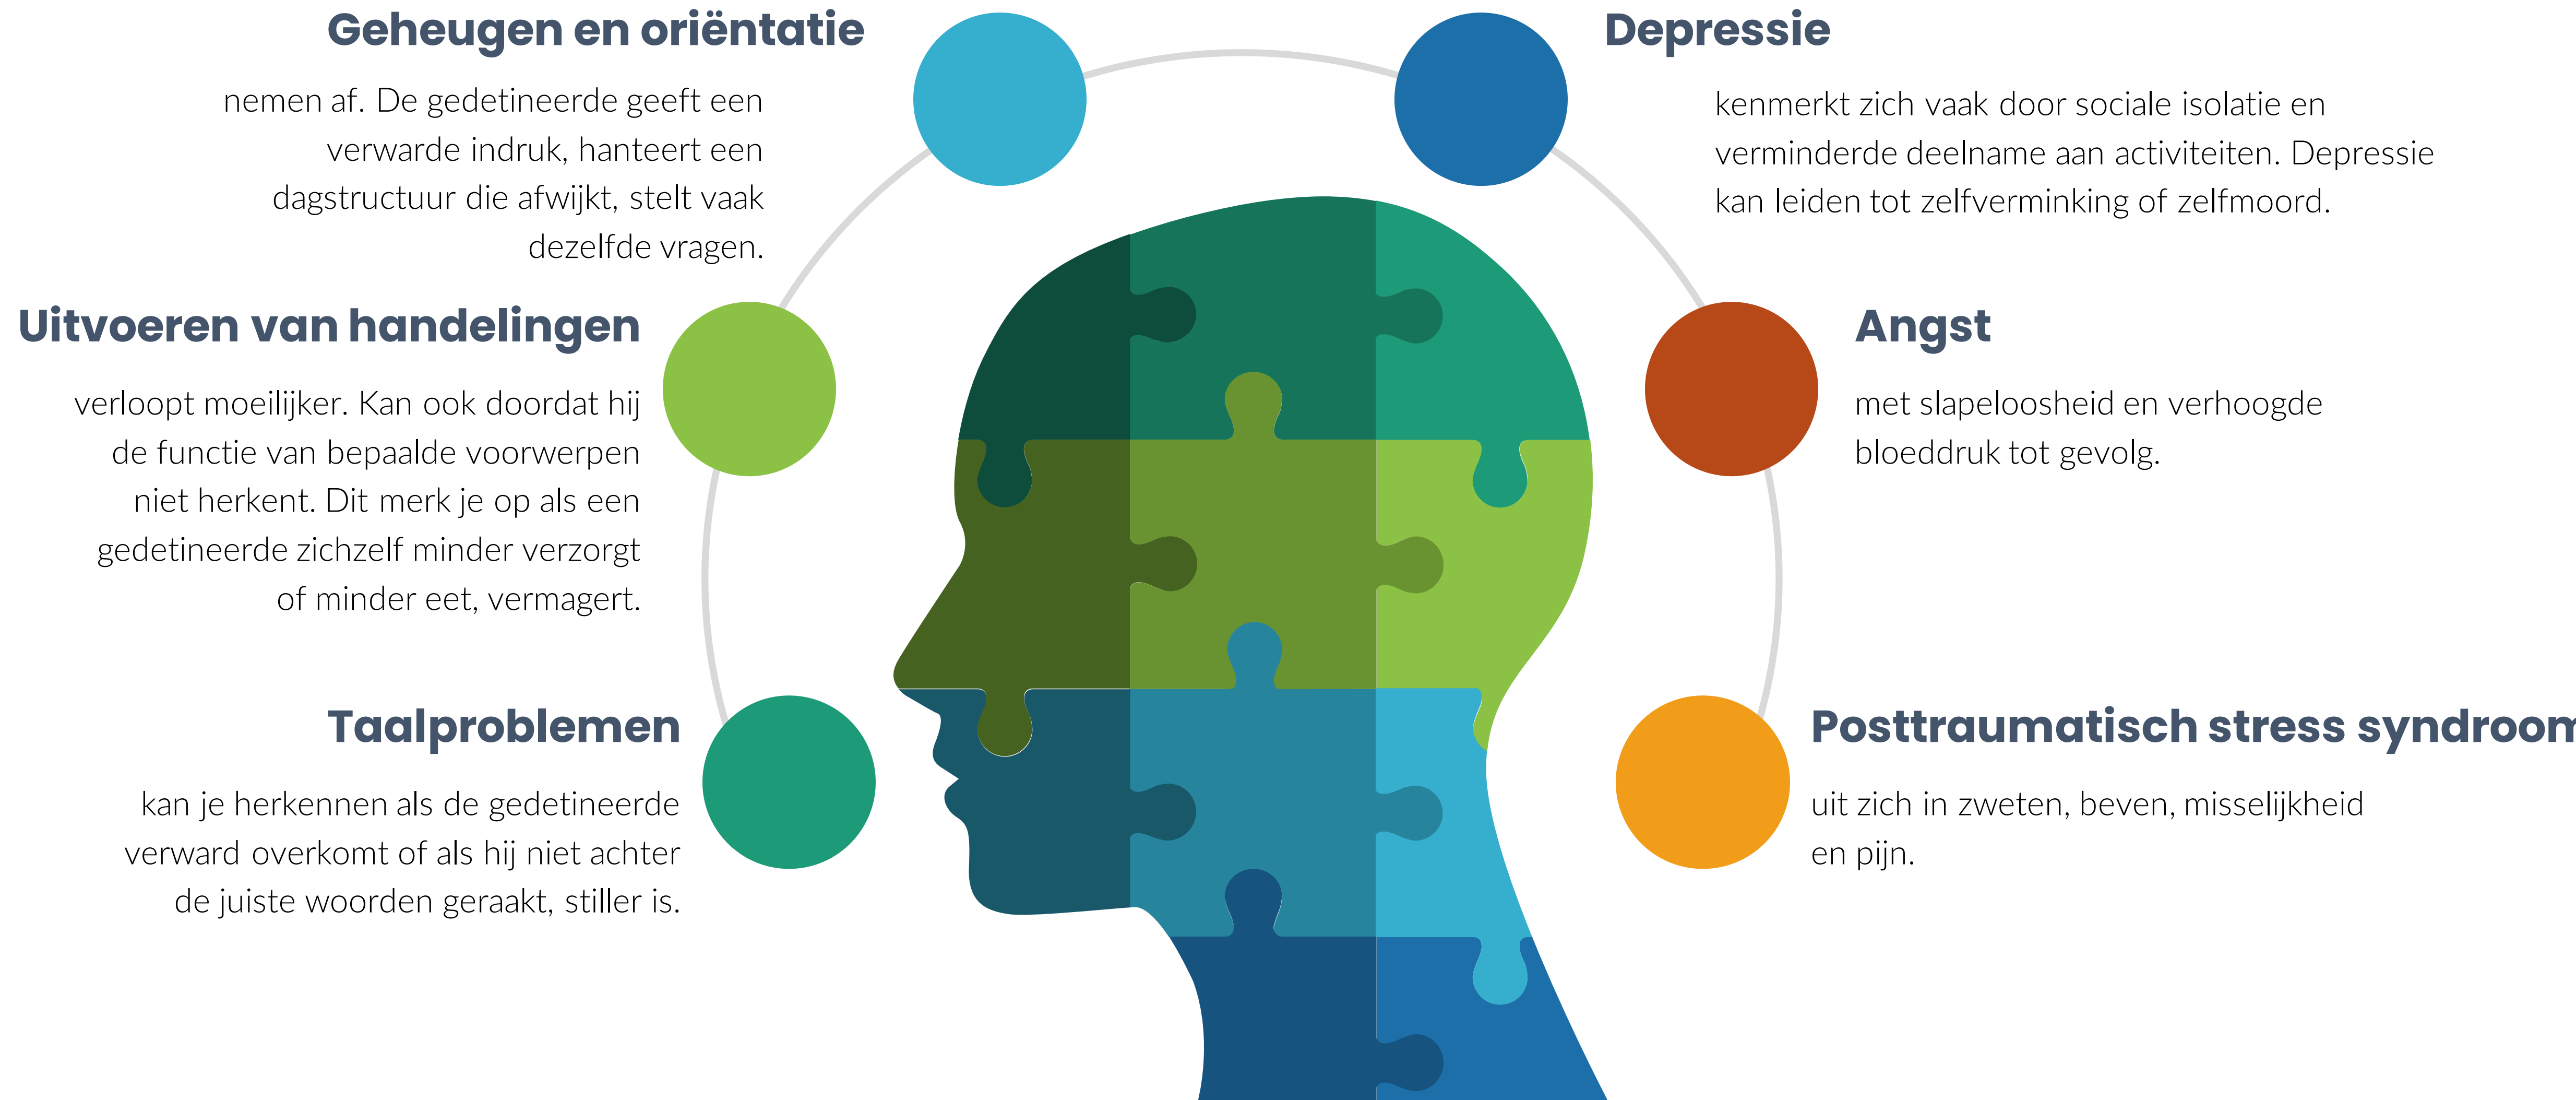 Geheugen en oriëntatie
nemen af. De gedetineerde geeft een
verwarde indruk, hanteert een
dagstructuur die afwijkt, stelt vaak
dezelfde vragen.
Uitvoeren van handelingen
verloopt moeilijker. Kan ook doordat hij
de functie van bepaalde voorwerpen
niet herkent. Dit merk je op als een
gedetineerde zichzelf minder verzorgt
of minder eet, vermagert.
Taalproblemen
kan je herkennen als de gedetineerde
verward overkomt of als hij niet achter
de juiste woorden geraakt, stiller is.
Depressie
kenmerkt zich vaak door sociale isolatie en
verminderde deelname aan activiteiten. Depressie
kan leiden tot zelfverminking of zelfmoord.
Angst
met slapeloosheid en verhoogde
bloeddruk tot gevolg.
Posttraumatisch stress syndroom
uit zich in zweten, beven, misselijkheid
en pijn.